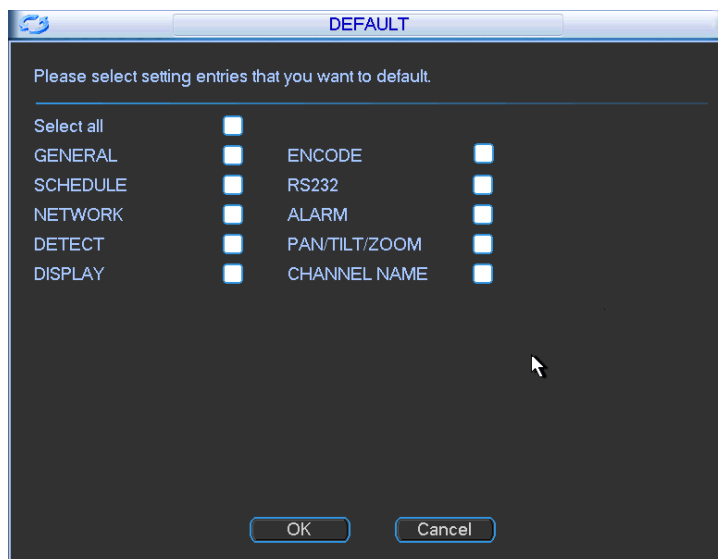 DEFAULT
Please select setting entries that you want to default.
Select all
GENERAL ENCODE
SCHEDULE RS232
NETWORK ALARM
DETECT PAN/TILT/ZOOM
DISPLAY CHANNEL NAME
OK Cancel